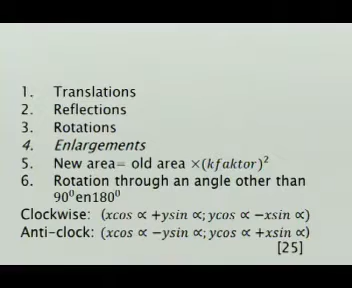 1. Translations
2. Reflections
3. Rotations
4. Enlargements
5. New area= old area ×(kfaktor)²
6. Rotation through an angle other than
90⁰en180⁰
Clockwise: (xcos ∝ +ysin ∝; ycos ∝ −xsin ∝)
Anti-clock: (xcos ∝ −ysin ∝; ycos ∝ +xsin ∝)
[25]